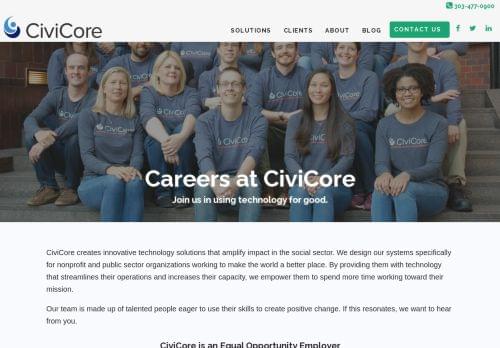 303-477-0900
CiviCore
SOLUTIONS CLIENTS ABOUT BLOG CONTACT US
CiviCore CiviCore CiviCore CiviCore
Careers at CiviCore
Join us in using technology for good.
CiviCore creates innovative technology solutions that amplify impact in the social sector. We design our systems specifically
for nonprofit and public sector organizations working to make the world a better place. By providing them with technology
that streamlines their operations and increases their capacity, we empower them to spend more time working toward their
mission.
Our team is made up of talented people eager to use their skills to create positive change. If this resonates, we want to hear
from you.
CiviCore is an Equal Opportunity Employer